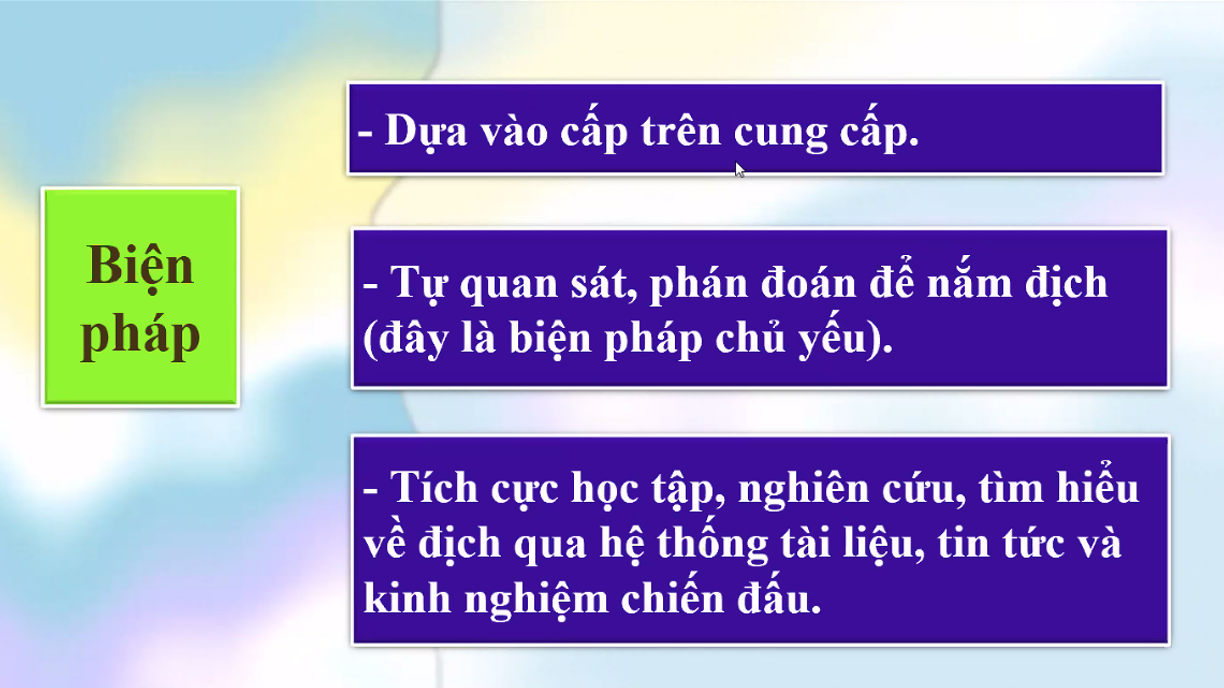 Biện
pháp
- Dựa vào cấp trên cung cấp.
- Tự quan sát, phán đoán để nắm địch
(đây là biện pháp chủ yếu).
- Tích cực học tập, nghiên cứu, tìm hiểu
về địch qua hệ thống tài liệu, tin tức và
kinh nghiệm chiến đấu.